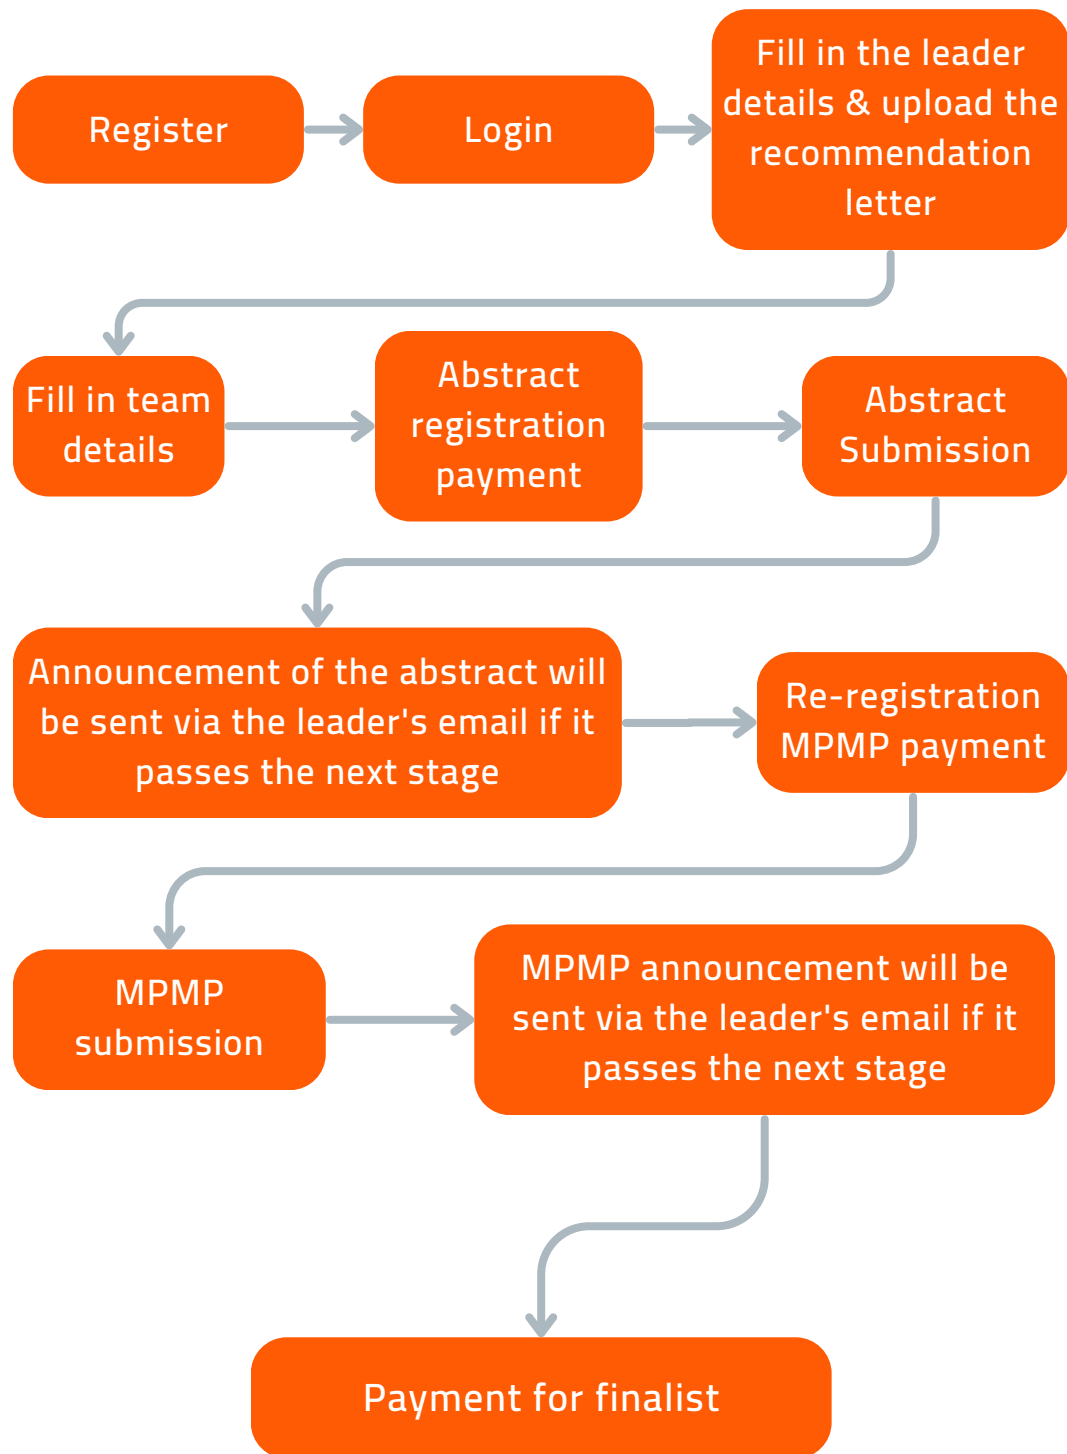 Register
Login
Fill in the leader
details & upload the
recommendation
letter
Fill in team
details
Abstract
registration
payment
Abstract
Submission
Announcement of the abstract will
be sent via the leader's email if it
passes the next stage
Re-registration
MPMP payment
MPMP
submission
MPMP announcement will be
sent via the leader's email if it
passes the next stage
Payment for finalist